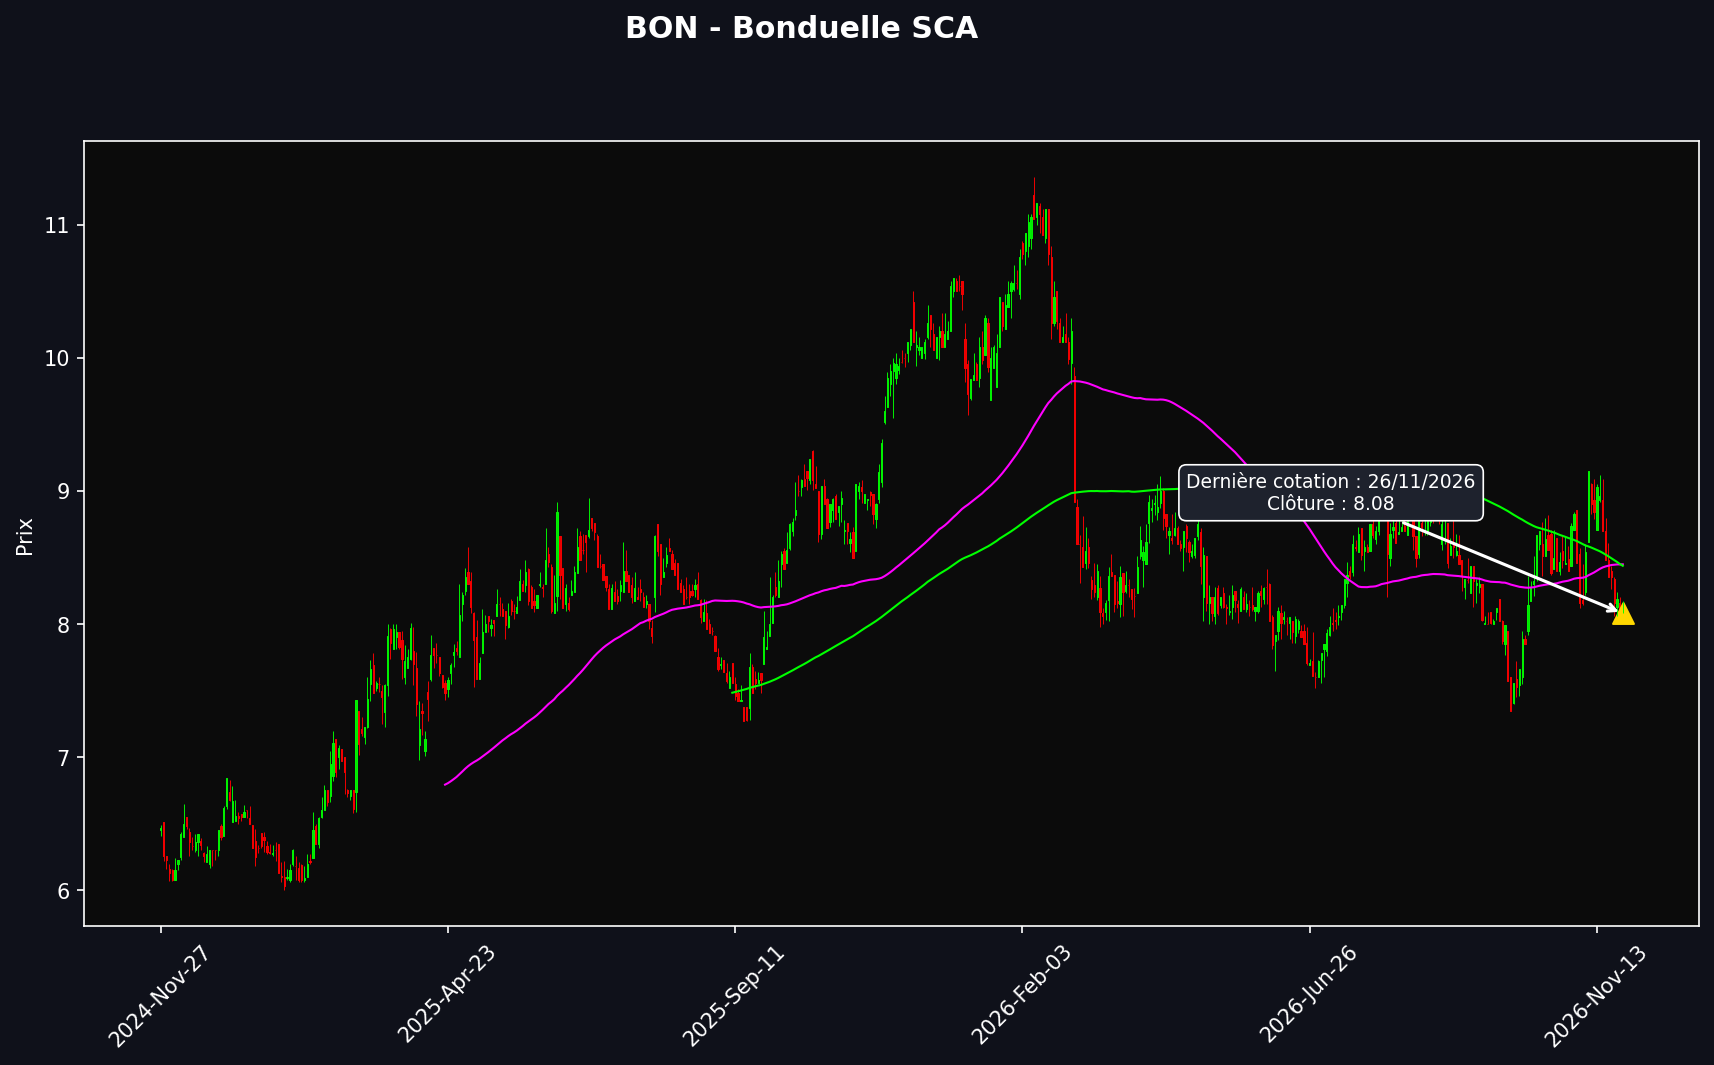 BON - Bonduelle SCA
Prix
11
10
9
8
7
6
Dernière cotation : 26/11/2026
Clôture : 8.08
2024-Nov-27
2025-Apr-23
2025-Sep-11
2026-Feb-03
2026-Jun-26
2026-Nov-13